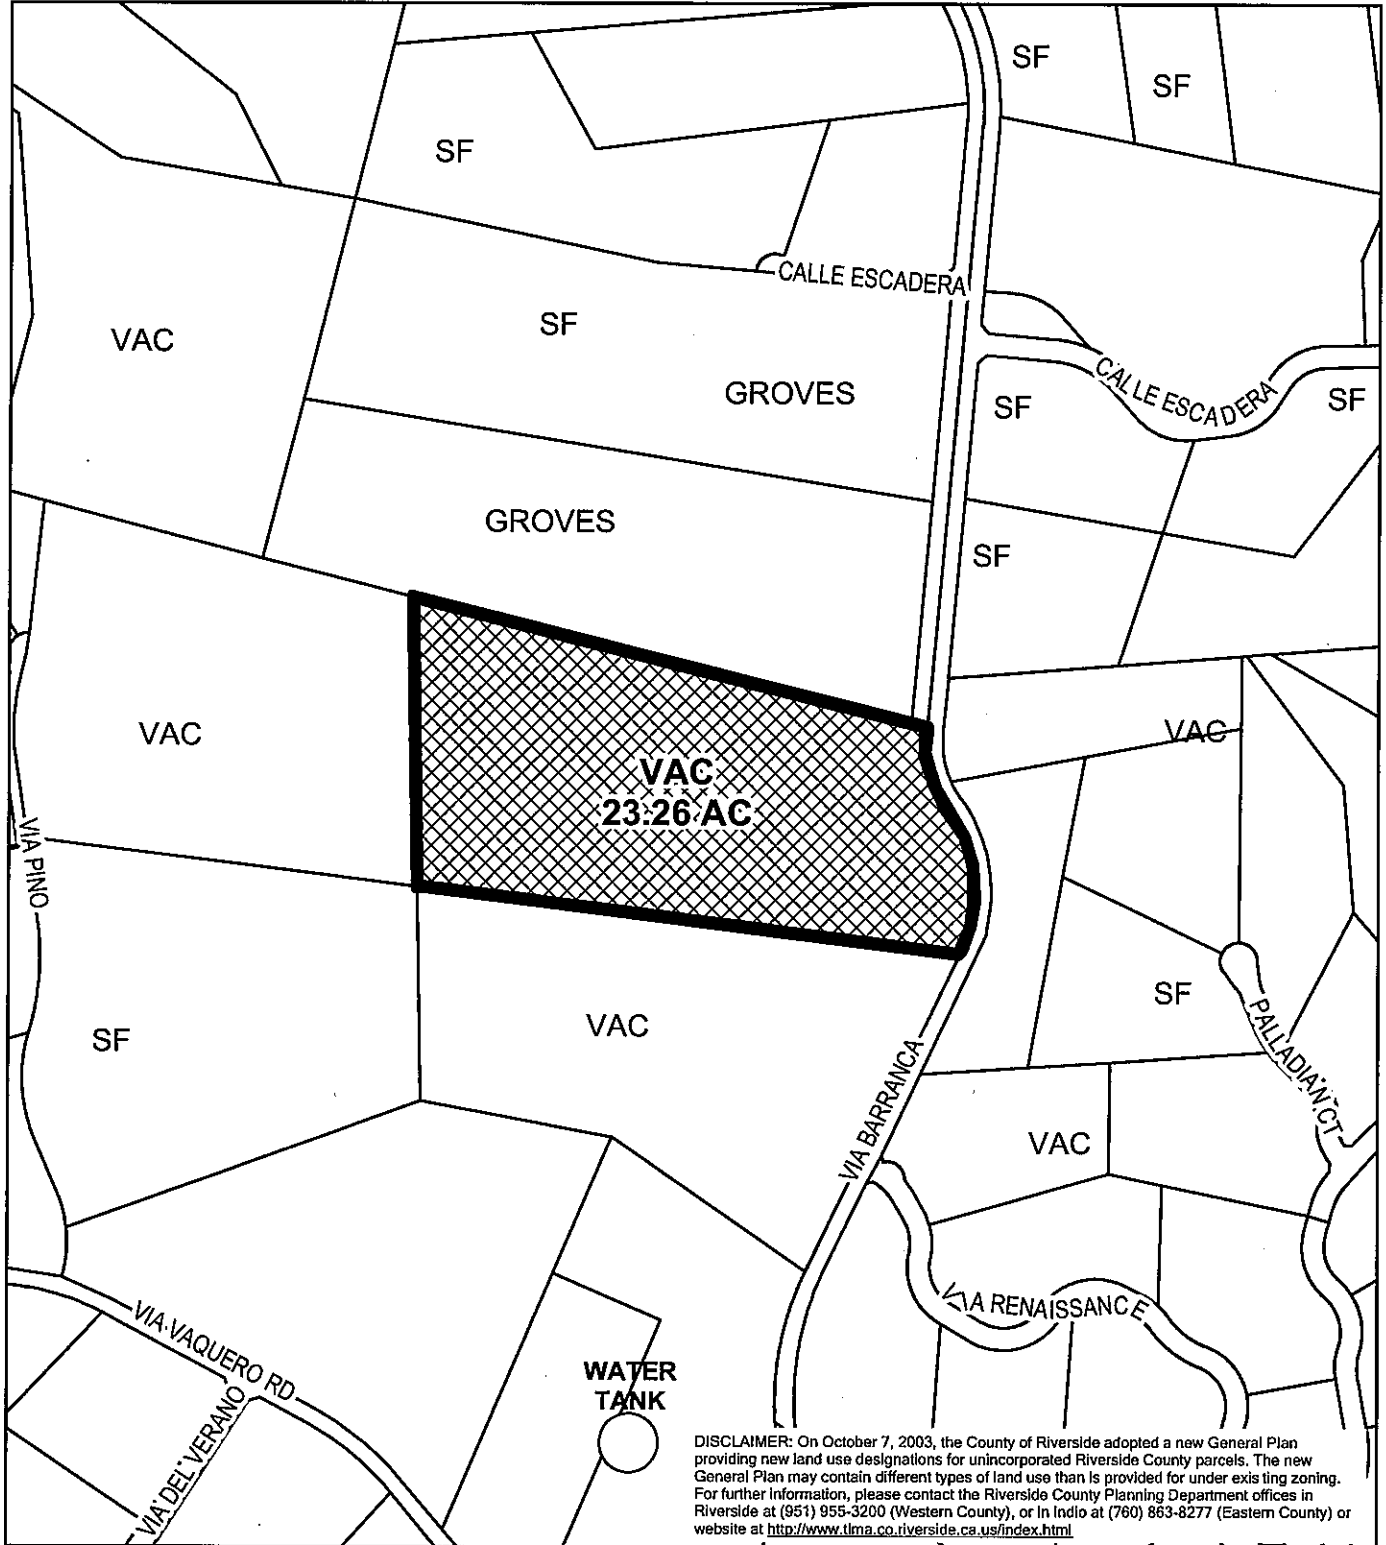 SF
SF
SF
CALLE ESCADERA
SF
VAC
GROVES
CALLE ESCADERA
SF
SF
GROVES
SF
VAC
VAC
VAC
23.26 AC
VIA PINO
SF
PALLADIAN CT
VAC
SF
VIA BARRANCA
VAC
VIA RENAISSANCE
VIA VAQUERO RD
WATER
TANK
VIA DEL VERANO
DISCLAIMER: On October 7, 2003, the County of Riverside adopted a new General Plan
providing new land use designations for unincorporated Riverside County parcels. The new
General Plan may contain different types of land use than is provided for under existing zoning.
For further information, please contact the Riverside County Planning Department offices in
Riverside at (951) 955-3200 (Western County), or in Indio at (760) 863-8277 (Eastern County) or
website at http://www.tlma.co.riverside.ca.us/index.html